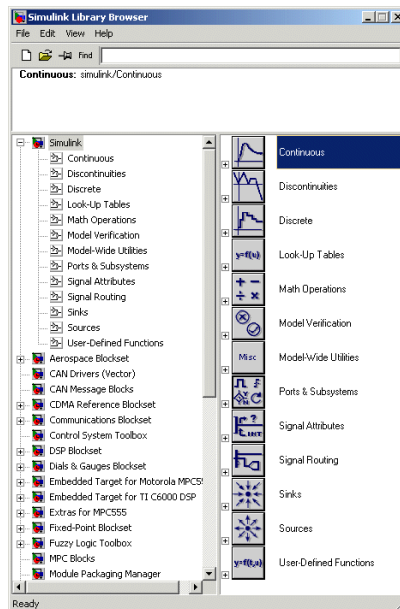 Simulink Library Browser
File Edit View Help
Find
Continuous: simulink/Continuous
Simulink
Continuous
Discontinuities
Discrete
Look-Up Tables
Math Operations
Model Verification
Model-Wide Utilities
Ports & Subsystems
Signal Attributes
Signal Routing
Sinks
Sources
User-Defined Functions
Aerospace Blockset
CAN Drivers (Vector)
CAN Message Blocks
CDMA Reference Blockset
Communications Blockset
Control System Toolbox
DSP Blockset
Dials & Gauges Blockset
Embedded Target for Motorola MPC5
Embedded Target for TI C6000 DSP
Extras for MPC555
Fixed-Point Blockset
Fuzzy Logic Toolbox
MPC Blocks
Module Packaging Manager
Continuous
Discontinuities
Discrete
y=f(u) Look-Up Tables
Math Operations
Model Verification
Misc Model-Wide Utilities
Ports & Subsystems
Signal Attributes
Signal Routing
Sinks
Sources
y=f(t,u) User-Defined Functions
Ready